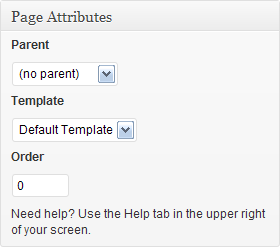 Page Attributes
Parent
(no parent)
Template
Default Template
Order
0
Need help? Use the Help tab in the upper right
of your screen.